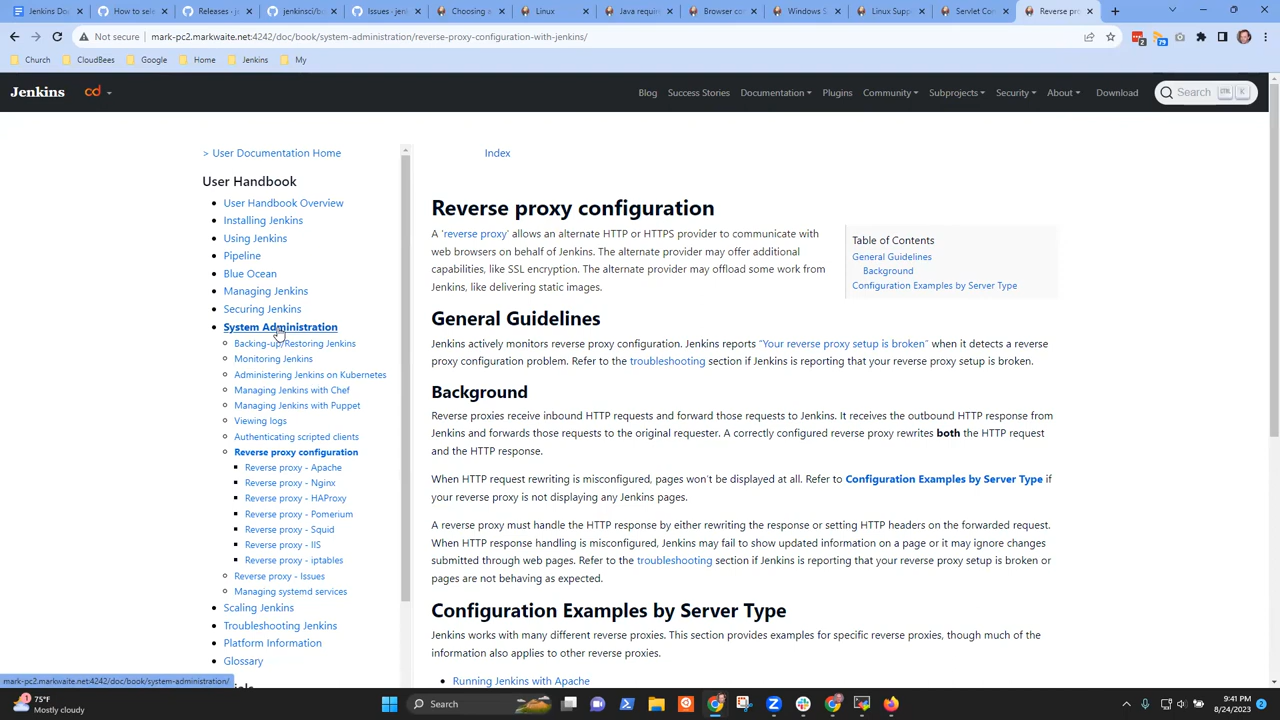 Jenkins Do
How to sele
Releases · j
jenkinsci/b
Issues · jen
Choosing a
Linux
Java requir
Browser co
Windows S
Linux Supp
Servlet Co
Reverse pro
Not secure
mark-pc2.markwaite.net:4242/doc/book/system-administration/reverse-proxy-configuration-with-jenkins/
2
79
Church
CloudBees
Google
Home
Jenkins
My
Jenkins
cd
Blog
Success Stories
Documentation
Plugins
Community
Subprojects
Security
About
Download
Search
CTRL
K
> User Documentation Home
User Handbook
User Handbook Overview
Installing Jenkins
Using Jenkins
Pipeline
Blue Ocean
Managing Jenkins
Securing Jenkins
System Administration
Backing-up/Restoring Jenkins
Monitoring Jenkins
Administering Jenkins on Kubernetes
Managing Jenkins with Chef
Managing Jenkins with Puppet
Viewing logs
Authenticating scripted clients
Reverse proxy configuration
Reverse proxy - Apache
Reverse proxy - Nginx
Reverse proxy - HAProxy
Reverse proxy - Pomerium
Reverse proxy - Squid
Reverse proxy - IIS
Reverse proxy - iptables
Reverse proxy - Issues
Managing systemd services
Scaling Jenkins
Troubleshooting Jenkins
Platform Information
Glossary
Index
Reverse proxy configuration
A 'reverse proxy' allows an alternate HTTP or HTTPS provider to communicate with
web browsers on behalf of Jenkins. The alternate provider may offer additional
capabilities, like SSL encryption. The alternate provider may offload some work from
Jenkins, like delivering static images.
Table of Contents
General Guidelines
Background
Configuration Examples by Server Type
General Guidelines
Jenkins actively monitors reverse proxy configuration. Jenkins reports “Your reverse proxy setup is broken” when it detects a reverse
proxy configuration problem. Refer to the troubleshooting section if Jenkins is reporting that your reverse proxy setup is broken.
Background
Reverse proxies receive inbound HTTP requests and forward those requests to Jenkins. It receives the outbound HTTP response from
Jenkins and forwards those requests to the original requester. A correctly configured reverse proxy rewrites both the HTTP request
and the HTTP response.
When HTTP request rewriting is misconfigured, pages won’t be displayed at all. Refer to Configuration Examples by Server Type if
your reverse proxy is not displaying any Jenkins pages.
A reverse proxy must handle the HTTP response by either rewriting the response or setting HTTP headers on the forwarded request.
When HTTP response handling is misconfigured, Jenkins may fail to show updated information on a page or it may ignore changes
submitted through web pages. Refer to the troubleshooting section if Jenkins is reporting that your reverse proxy setup is broken or
pages are not behaving as expected.
Configuration Examples by Server Type
Jenkins works with many different reverse proxies. This section provides examples for specific reverse proxies, though much of the
information also applies to other reverse proxies.
Running Jenkins with Apache
mark-pc2.markwaite.net:4242/doc/book/system-administration/
1
75°F
Mostly cloudy
Search
9:41 PM
8/24/2023
2